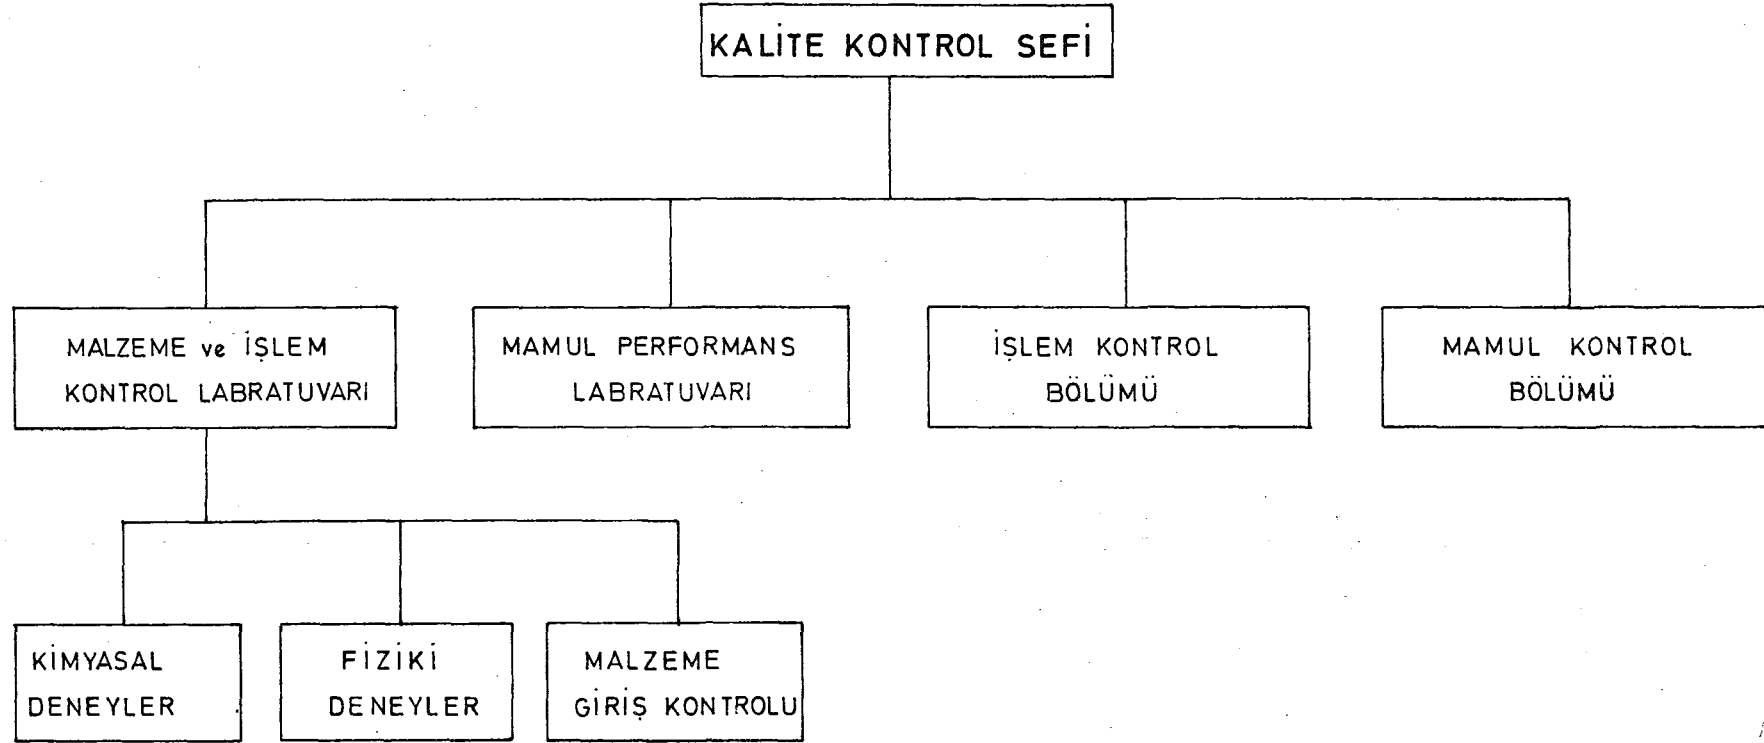 KALİTE KONTROL SEFİ
MALZEME ve İŞLEM
KONTROL LABRATUVARI
MAMUL PERFORMANS
LABRATUVARI
İŞLEM KONTROL
BÖLÜMÜ
MAMUL KONTROL
BÖLÜMÜ
KİMYASAL
DENEYLER
FİZİKİ
DENEYLER
MALZEME
GİRİŞ KONTROLU